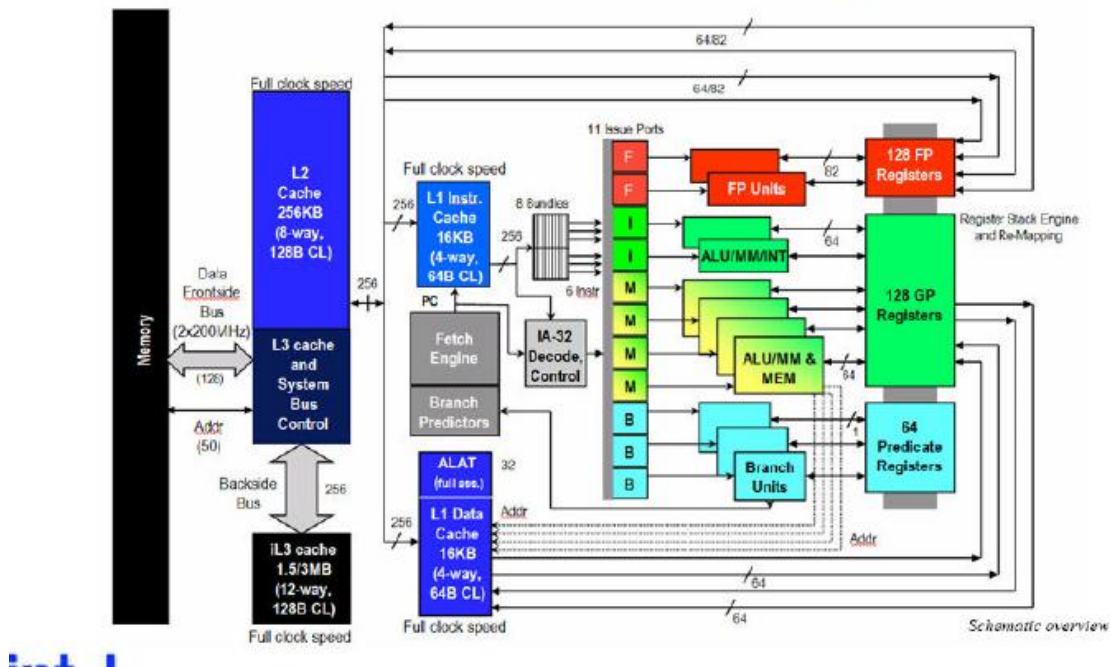 64/82
64/82
Full clock speed
L2
Cache
256KB
(8-way,
128B CL)
Data
Frontside
Bus
(2x200MHz)
(128)
Memory
L3 cache
and
System
Bus
Control
Addr
(50)
Backside
Bus
256
iL3 cache
1.5/3MB
(12-way,
128B CL)
Full clock speed
256
256
Full clock speed
L1 Instr.
Cache
16KB
(4-way,
64B CL)
256
8 Bundles
6 Instr
PC
Fetch
Engine
Branch
Predictors
IA-32
Decode,
Control
11 Issue Ports
F
F
I
I
M
M
M
M
B
B
B
FP Units
82
ALU/MM/INT
64
ALU/MM &
MEM
64
Branch
Units
1
128 FP
Registers
Register Stack Engine
and Re-Mapping
128 GP
Registers
64
Predicate
Registers
ALAT
(full ass.)
32
256
L1 Data
Cache
16KB
(4-way,
64B CL)
Full clock speed
Addr
Addr
64
64
Schematic overview